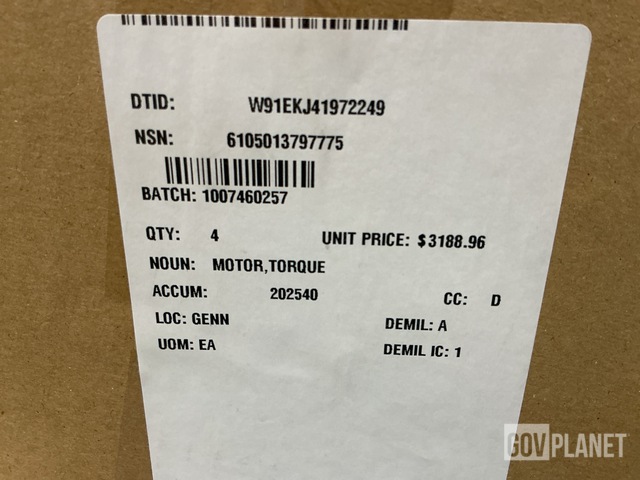 DTID: W91EKJ41972249
NSN: 6105013797775
BATCH: 1007460257
QTY: 4 UNIT PRICE: $3188.96
NOUN: MOTOR,TORQUE
ACCUM: 202540 CC: D
LOC: GENN DEMIL: A
UOM: EA DEMIL IC: 1
GOVPLANET